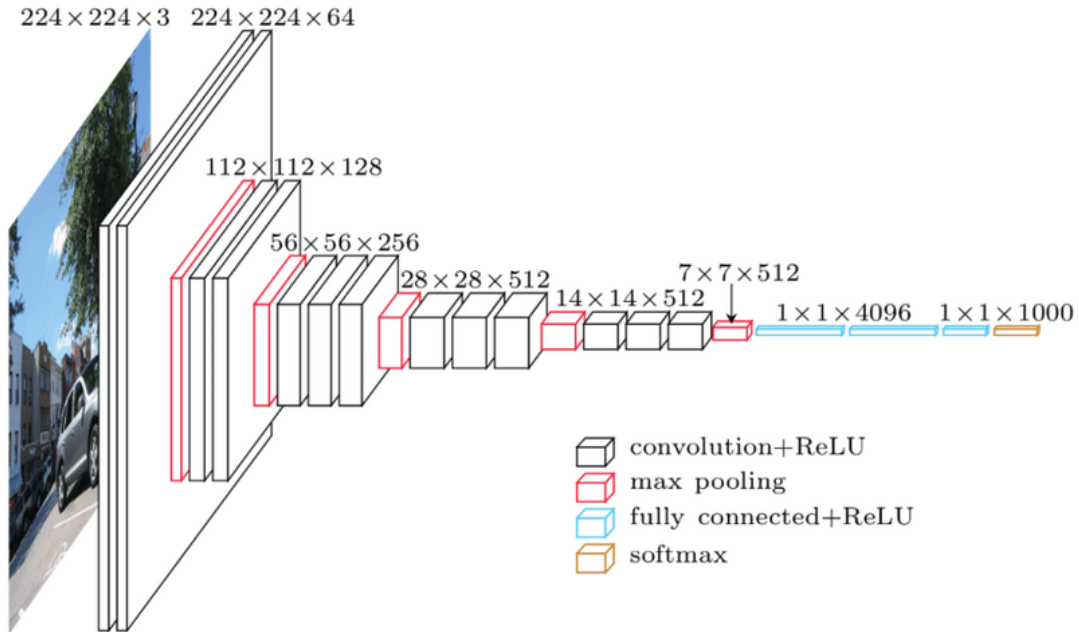 224×224×3
224×224×64
112×112×128
56×56×256
28×28×512
14×14×512
7×7×512
1×1×4096
1×1×1000
convolution+ReLU
max pooling
fully connected+ReLU
softmax